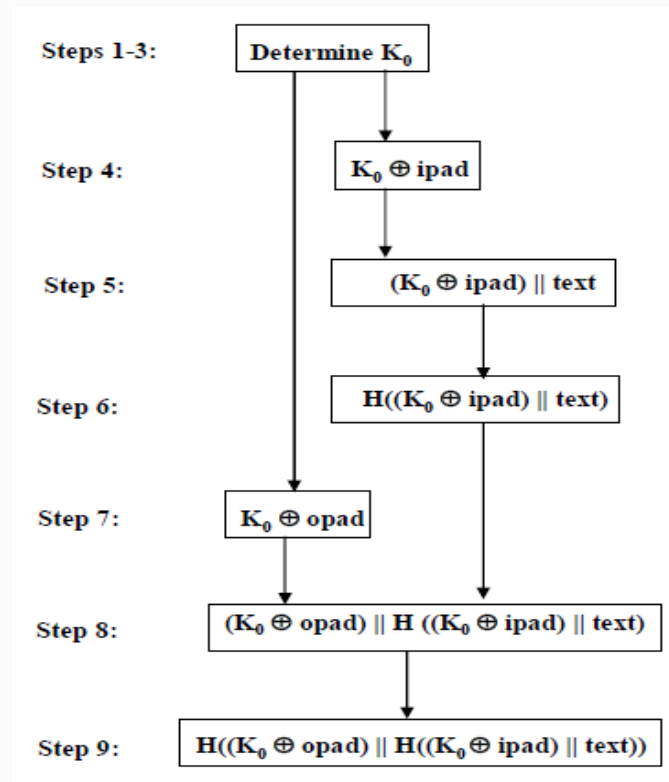 Steps 1-3: Determine K₀
Step 4: K₀ ⊕ ipad
Step 5: (K₀ ⊕ ipad) || text
Step 6: H((K₀ ⊕ ipad) || text)
Step 7: K₀ ⊕ opad
Step 8: (K₀ ⊕ opad) || H ((K₀ ⊕ ipad) || text)
Step 9: H((K₀ ⊕ opad) || H((K₀ ⊕ ipad) || text))